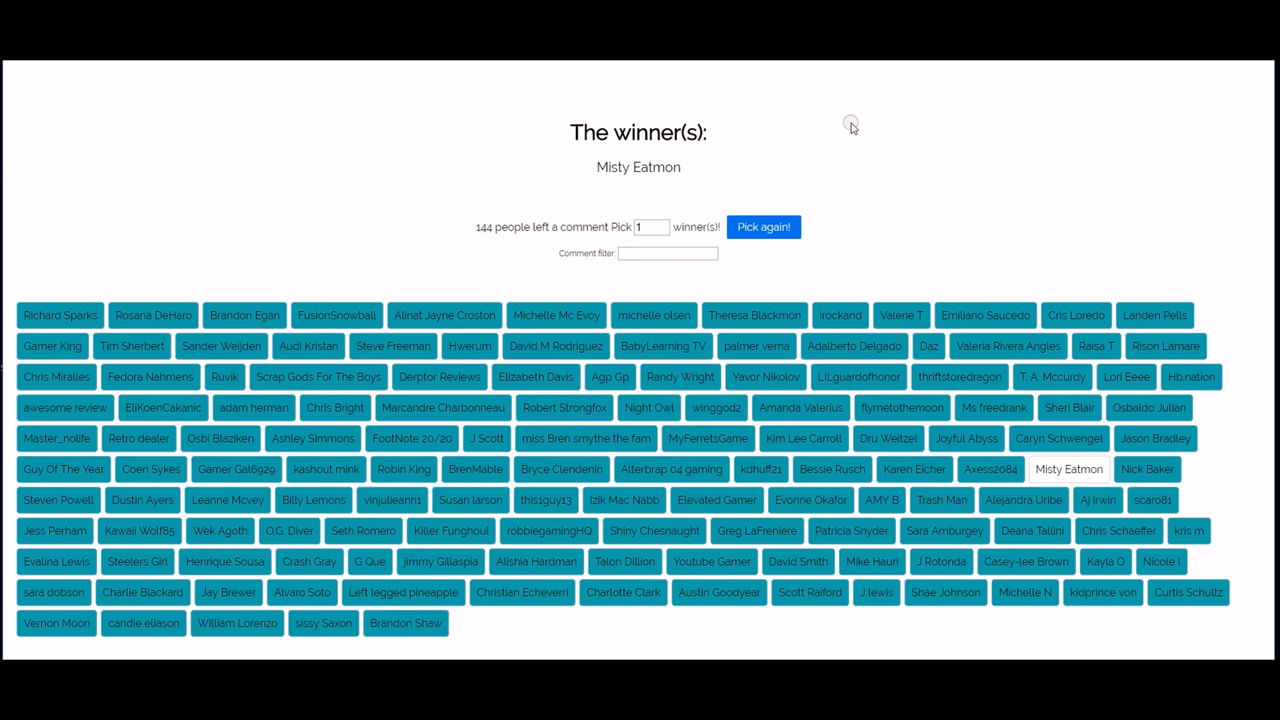 The winner(s):
Misty Eatmon
144 people left a comment Pick 1 winner(s)! Pick again!
Comment filter:
Richard Sparks Rosana DeHaro Brandon Egan FusionSnowball Alinat Jayne Croston Michelle Mc Evoy michelle olsen Theresa Blackmon Irockand Valerie T Emiliano Saucedo Cris Loredo Landen Pells
Gamer King Tim Sherbert Sander Weijden Audi Kristan Steve Freeman Hwerum David M Rodriguez BabyLearning TV palmer verna Adalberto Delgado Daz Valeria Rivera Angles Raisa T Rison Lamare
Chris Miralles Fedora Nahmens Ruvik Scrap Gods For The Boys Derptor Reviews Elizabeth Davis Agp Gp Randy Wright Yavor Nikolov LILguardofhonor thriftstoredragon T. A. Mccurdy Lori Eeee Hb.nation
awesome review EliKoenCakanic adam herman Chris Bright Marcandre Charbonneau Robert Strongfox Night Owl winggod2 Amanda Valerius flymetothemoon Ms freedrank Sheri Blair Osbaldo Julian
Master_nolife Retro dealer Osbi Blaziken Ashley Simmons FootNote 20/20 J Scott miss Bren smythe the fam MyFerretsGame Kim Lee Carroll Dru Weitzel Joyful Abyss Caryn Schwengel Jason Bradley
Guy Of The Year Coen Sykes Gamer Gal6929 kashout mink Robin King BrenMable Bryce Clendenin Alterbrap 04 gaming kdhuff21 Bessie Rusch Karen Eicher Axess2084 Misty Eatmon Nick Baker
Steven Powell Dustin Ayers Leanne Mcvey Billy Lemons vinjulieann1 Susan larson this1guy13 Izik Mac Nabb Elevated Gamer Evonne Okafor AMY B Trash Man Alejandra Uribe Aj irwin scaro81
Jess Perham Kawaii Wolf85 Wek Agoth O.G. Diver Seth Romero Killer Funghoul robbiegamingHQ Shiny Chesnaught Greg LaFreniere Patricia Snyder Sara Amburgey Deana Tallini Chris Schaeffer kris m
Evalina Lewis Steelers Girl Henrique Sousa Crash Gray G Que jimmy Gillaspia Alishia Hardman Talon Dillion Youtube Gamer David Smith Mike Haun J Rotonda Casey-lee Brown Kayla O Nicole I
sara dobson Charlie Blackard Jay Brewer Alvaro Soto Left legged pineapple Christian Echeverri Charlotte Clark Austin Goodyear Scott Raiford J lewis Shae Johnson Michelle N kidprince von Curtis Schultz
Vernon Moon candie eliason William Lorenzo sissy Saxon Brandon Shaw